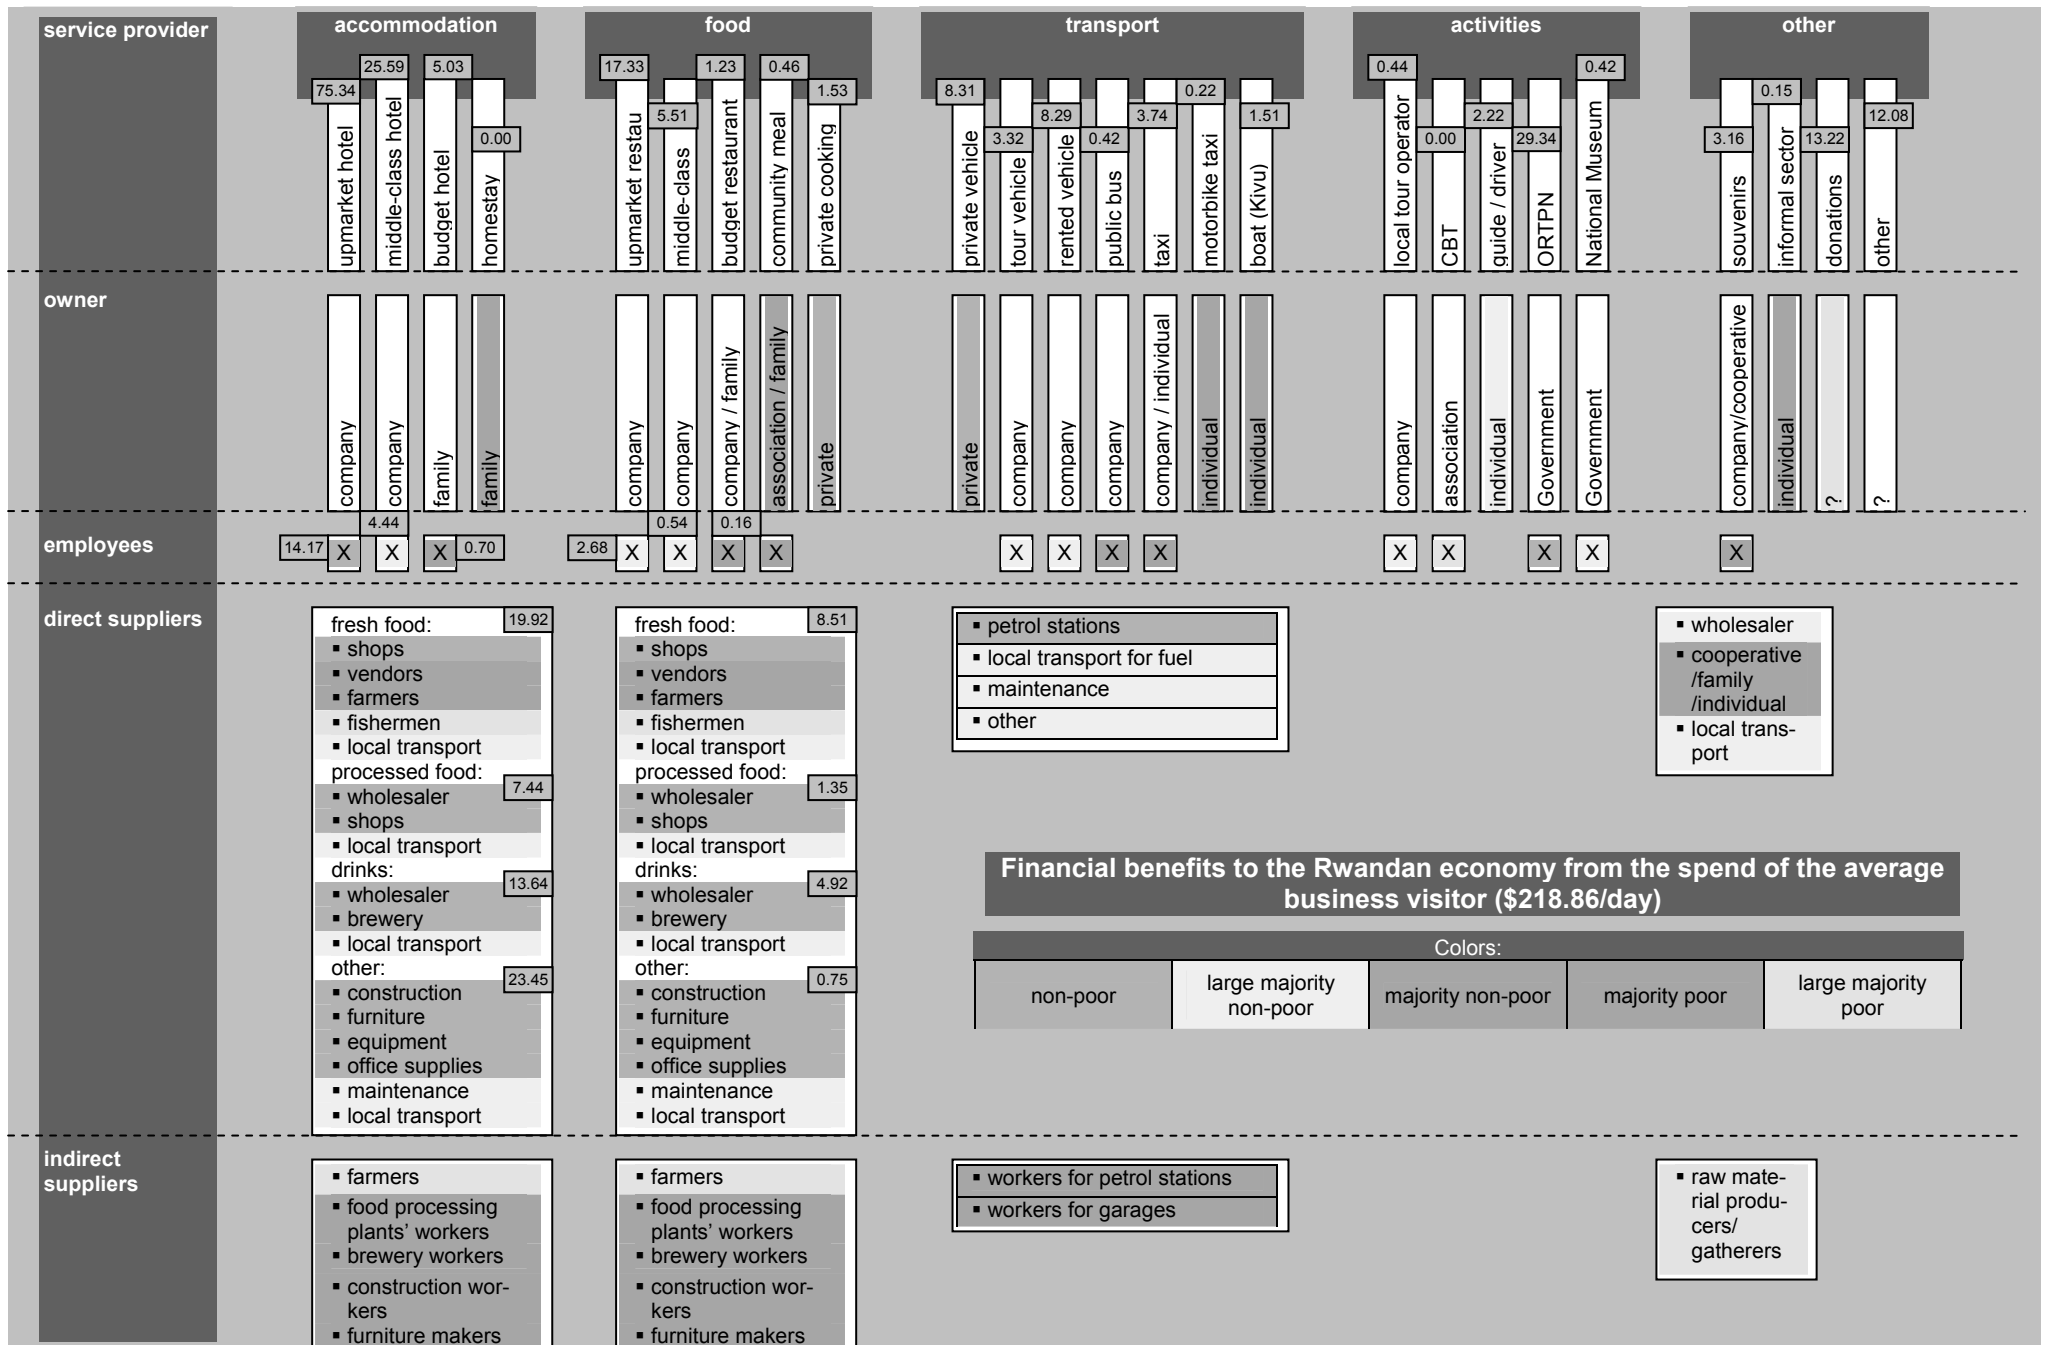 service provider
accommodation
food
transport
activities
other
25.59
5.03
17.33
1.23
0.46
0.44
0.42
75.34
1.53
8.31
0.22
0.15
5.51
8.29
3.74
1.51
2.22
12.08
0.00
3.32
0.42
0.00
29.34
3.16
13.22
upmarket hotel
middle-class hotel
budget hotel
homestay
upmarket restau
middle-class
budget restaurant
community meal
private cooking
private vehicle
tour vehicle
rented vehicle
public bus
taxi
motorbike taxi
boat (Kivu)
local tour operator
CBT
guide / driver
ORTPN
National Museum
souvenirs
informal sector
donations
other
owner
company
company
family
family
company
company
company / family
association / family
private
private
company
company
company
company / individual
individual
individual
company
association
individual
Government
Government
company/cooperative
individual
?
?
employees
4.44
0.54
0.16
14.17
X
X
X
0.70
2.68
X
X
X
X
X
X
X
X
X
X
X
X
X
direct suppliers
fresh food:
19.92
▪ shops
▪ vendors
▪ farmers
▪ fishermen
▪ local transport
processed food:
7.44
▪ wholesaler
▪ shops
▪ local transport
drinks:
13.64
▪ wholesaler
▪ brewery
▪ local transport
other:
23.45
▪ construction
▪ furniture
▪ equipment
▪ office supplies
▪ maintenance
▪ local transport
fresh food:
8.51
▪ shops
▪ vendors
▪ farmers
▪ fishermen
▪ local transport
processed food:
1.35
▪ wholesaler
▪ shops
▪ local transport
drinks:
4.92
▪ wholesaler
▪ brewery
▪ local transport
other:
0.75
▪ construction
▪ furniture
▪ equipment
▪ office supplies
▪ maintenance
▪ local transport
▪ petrol stations
▪ local transport for fuel
▪ maintenance
▪ other
▪ wholesaler
▪ cooperative
/family
/individual
▪ local trans-
port
Financial benefits to the Rwandan economy from the spend of the average
business visitor ($218.86/day)
Colors:
non-poor
large majority
non-poor
majority non-poor
majority poor
large majority
poor
indirect
suppliers
▪ farmers
▪ food processing
plants’ workers
▪ brewery workers
▪ construction wor-
kers
▪ furniture makers
▪ farmers
▪ food processing
plants’ workers
▪ brewery workers
▪ construction wor-
kers
▪ furniture makers
▪ workers for petrol stations
▪ workers for garages
▪ raw mate-
rial produ-
cers/
gatherers